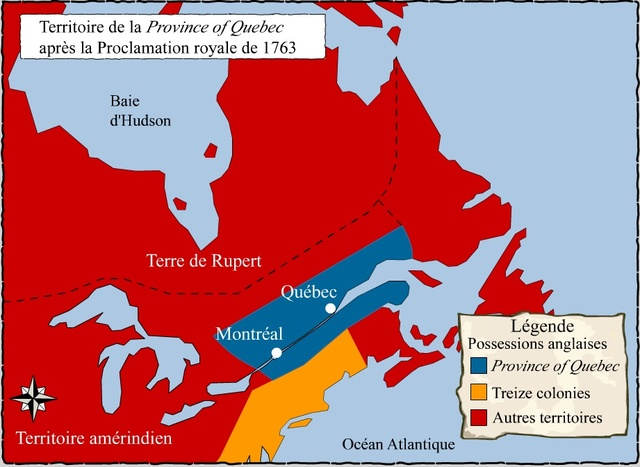 Territoire de la Province of Quebec
après la Proclamation royale de 1763
Baie
d'Hudson
Terre de Rupert
Québec
Montréal
Légende
Possessions anglaises
Province of Quebec
Treize colonies
Autres territoires
Territoire amérindien
Océan Atlantique